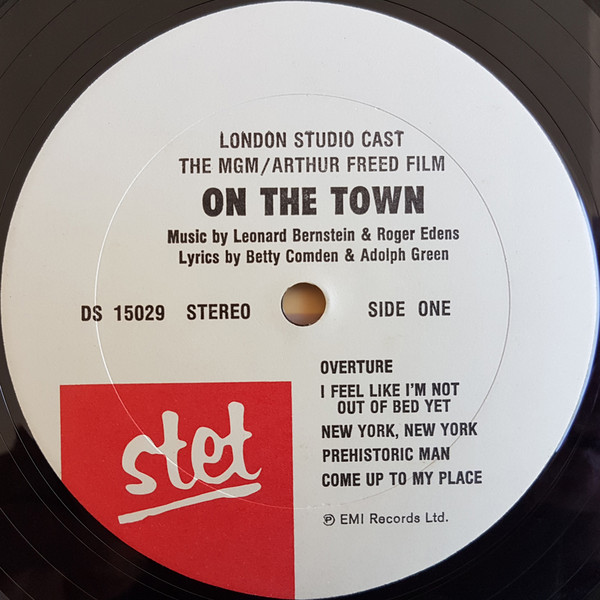 LONDON STUDIO CAST
THE MGM/ARTHUR FREED FILM
ON THE TOWN
Music by Leonard Bernstein & Roger Edens
Lyrics by Betty Comden & Adolph Green
DS 15029 STEREO SIDE ONE
OVERTURE
I FEEL LIKE I'M NOT
OUT OF BED YET
NEW YORK, NEW YORK
PREHISTORIC MAN
COME UP TO MY PLACE
stet
℗ EMI Records Ltd.